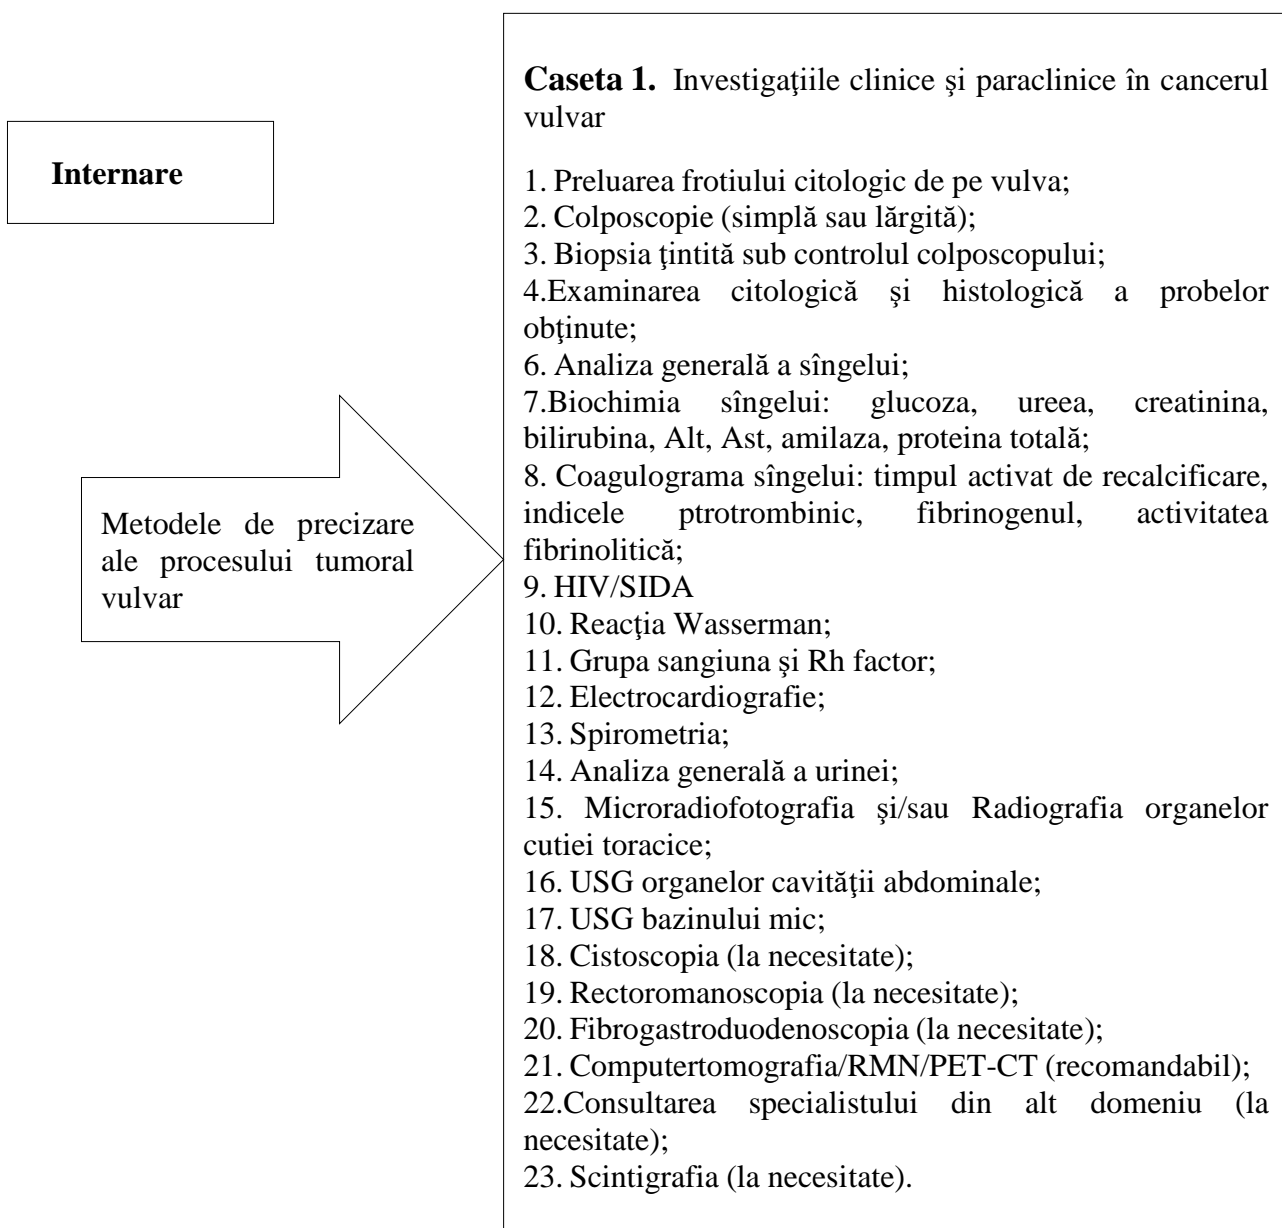 Caseta 1. Investigaţiile clinice şi paraclinice în cancerul
vulvar
Internare
1. Preluarea frotiului citologic de pe vulva;
2. Colposcopie (simplă sau lărgită);
3. Biopsia ţintită sub controlul colposcopului;
4.Examinarea citologică şi histologică a probelor
obţinute;
6. Analiza generală a sîngelui;
7.Biochimia sîngelui: glucoza, ureea, creatinina,
bilirubina, Alt, Ast, amilaza, proteina totală;
8. Coagulograma sîngelui: timpul activat de recalcificare,
indicele ptrotrombinic, fibrinogenul, activitatea
fibrinolitică;
9. HIV/SIDA
10. Reacţia Wasserman;
11. Grupa sangiuna şi Rh factor;
12. Electrocardiografie;
13. Spirometria;
14. Analiza generală a urinei;
15. Microradiofotografia şi/sau Radiografia organelor
cutiei toracice;
16. USG organelor cavităţii abdominale;
17. USG bazinului mic;
18. Cistoscopia (la necesitate);
19. Rectoromanoscopia (la necesitate);
20. Fibrogastroduodenoscopia (la necesitate);
21. Computertomografia/RMN/PET-CT (recomandabil);
22.Consultarea specialistului din alt domeniu (la
necesitate);
23. Scintigrafia (la necesitate).
Metodele de precizare
ale procesului tumoral
vulvar